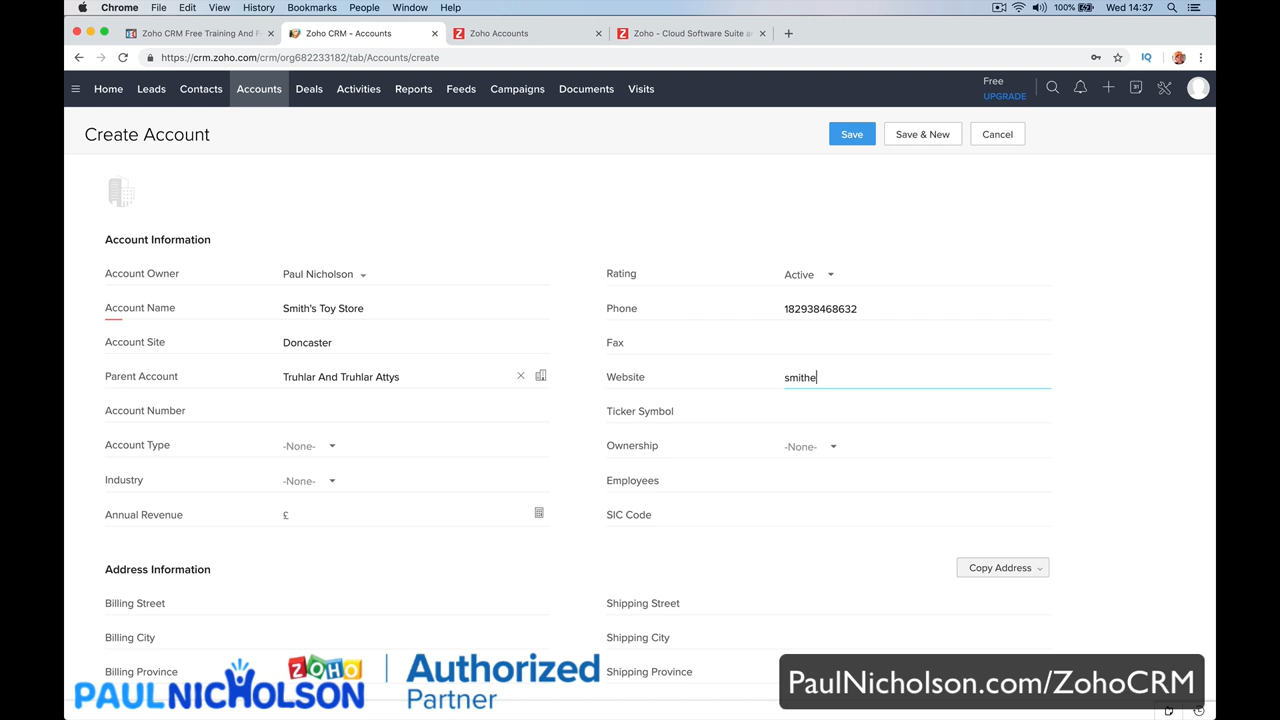 Chrome File Edit View History Bookmarks People Window Help 100% Wed 14:37
Zoho CRM Free Training And F Zoho CRM - Accounts Zoho Accounts Zoho - Cloud Software Suite a
https://crm.zoho.com/crm/org682233182/tab/Accounts/create IQ
Home Leads Contacts Accounts Deals Activities Reports Feeds Campaigns Documents Visits Free
UPGRADE 31
Create Account Save Save & New Cancel
Account Information
Account Owner Paul Nicholson Rating Active
Account Name Smith's Toy Store Phone 182938468632
Account Site Doncaster Fax
Parent Account Truhlar And Truhlar Attys Website smithe
Account Number Ticker Symbol
Account Type -None- Ownership -None-
Industry -None- Employees
Annual Revenue £ SIC Code
Address Information Copy Address
Billing Street Shipping Street
Billing City Shipping City
Billing Province Shipping Province
ZOHO
PAULNICHOLSON
Authorized
Partner
PaulNicholson.com/ZohoCRM